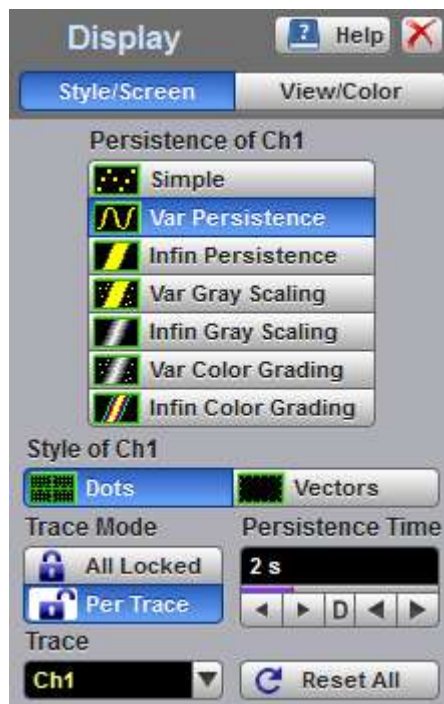 Display ? Help
Style/Screen View/Color
Persistence of Ch1
Simple
Var Persistence
Infin Persistence
Var Gray Scaling
Infin Gray Scaling
Var Color Grading
Infin Color Grading
Style of Ch1
Dots Vectors
Trace Mode Persistence Time
All Locked 2 s
Per Trace D
Trace
Ch1 Reset All